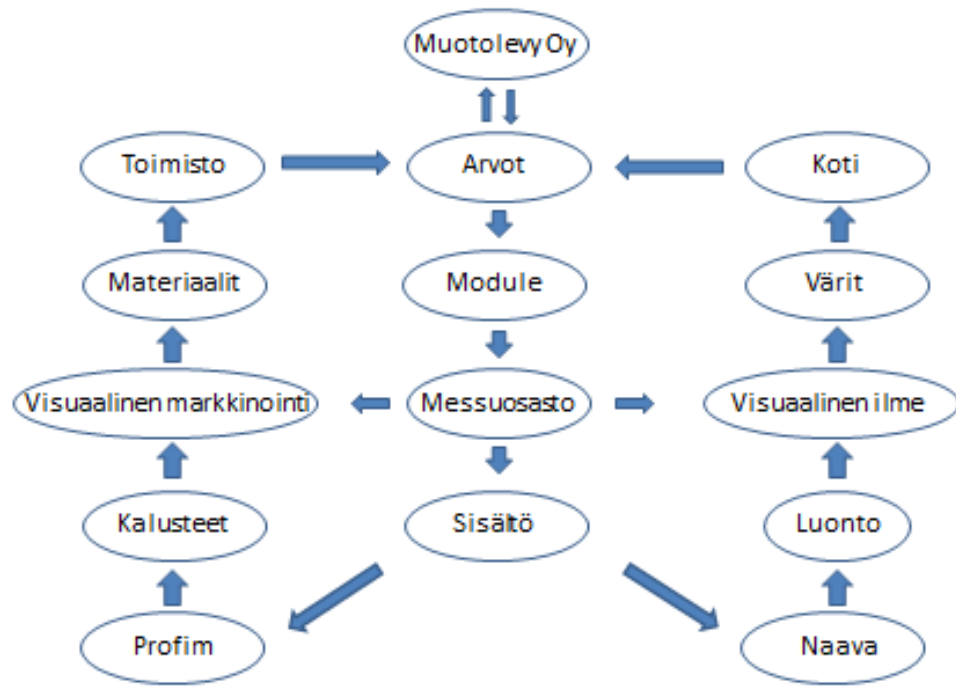 Muotolevy Oy
Toimisto
Arvot
Koti
Materiaalit
Module
Värit
Visuaalinen markkinointi
Messuosasto
Visuaalinen ilme
Kalusteet
Sisältö
Luonto
Profim
Naava